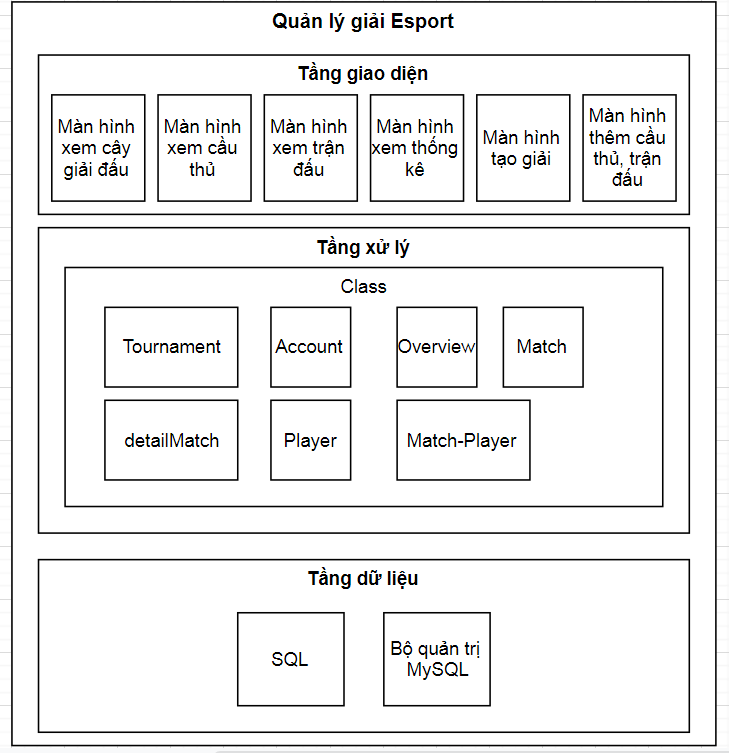 Quản lý giải Esport
Tầng giao diện
Màn hình
xem cây
giải đấu
Màn hình
xem cầu
thủ
Màn hình
xem trận
đấu
Màn hình
xem thống
kê
Màn hình
tạo giải
Màn hình
thêm cầu
thủ, trận
đấu
Tầng xử lý
Class
Tournament
Account
Overview
Match
detailMatch
Player
Match-Player
Tầng dữ liệu
SQL
Bộ quản trị
MySQL